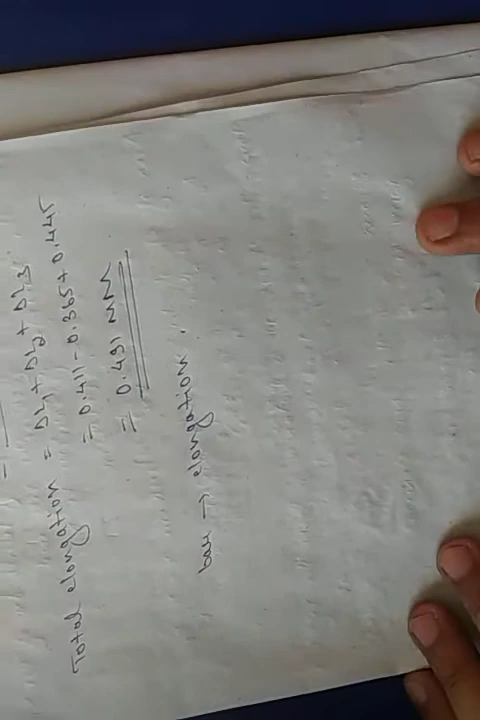 Total elongation = ΔL1 + ΔL2 + ΔL3
= 0.411 - 0.365 + 0.445
= 0.491 MM
bar → elongation.